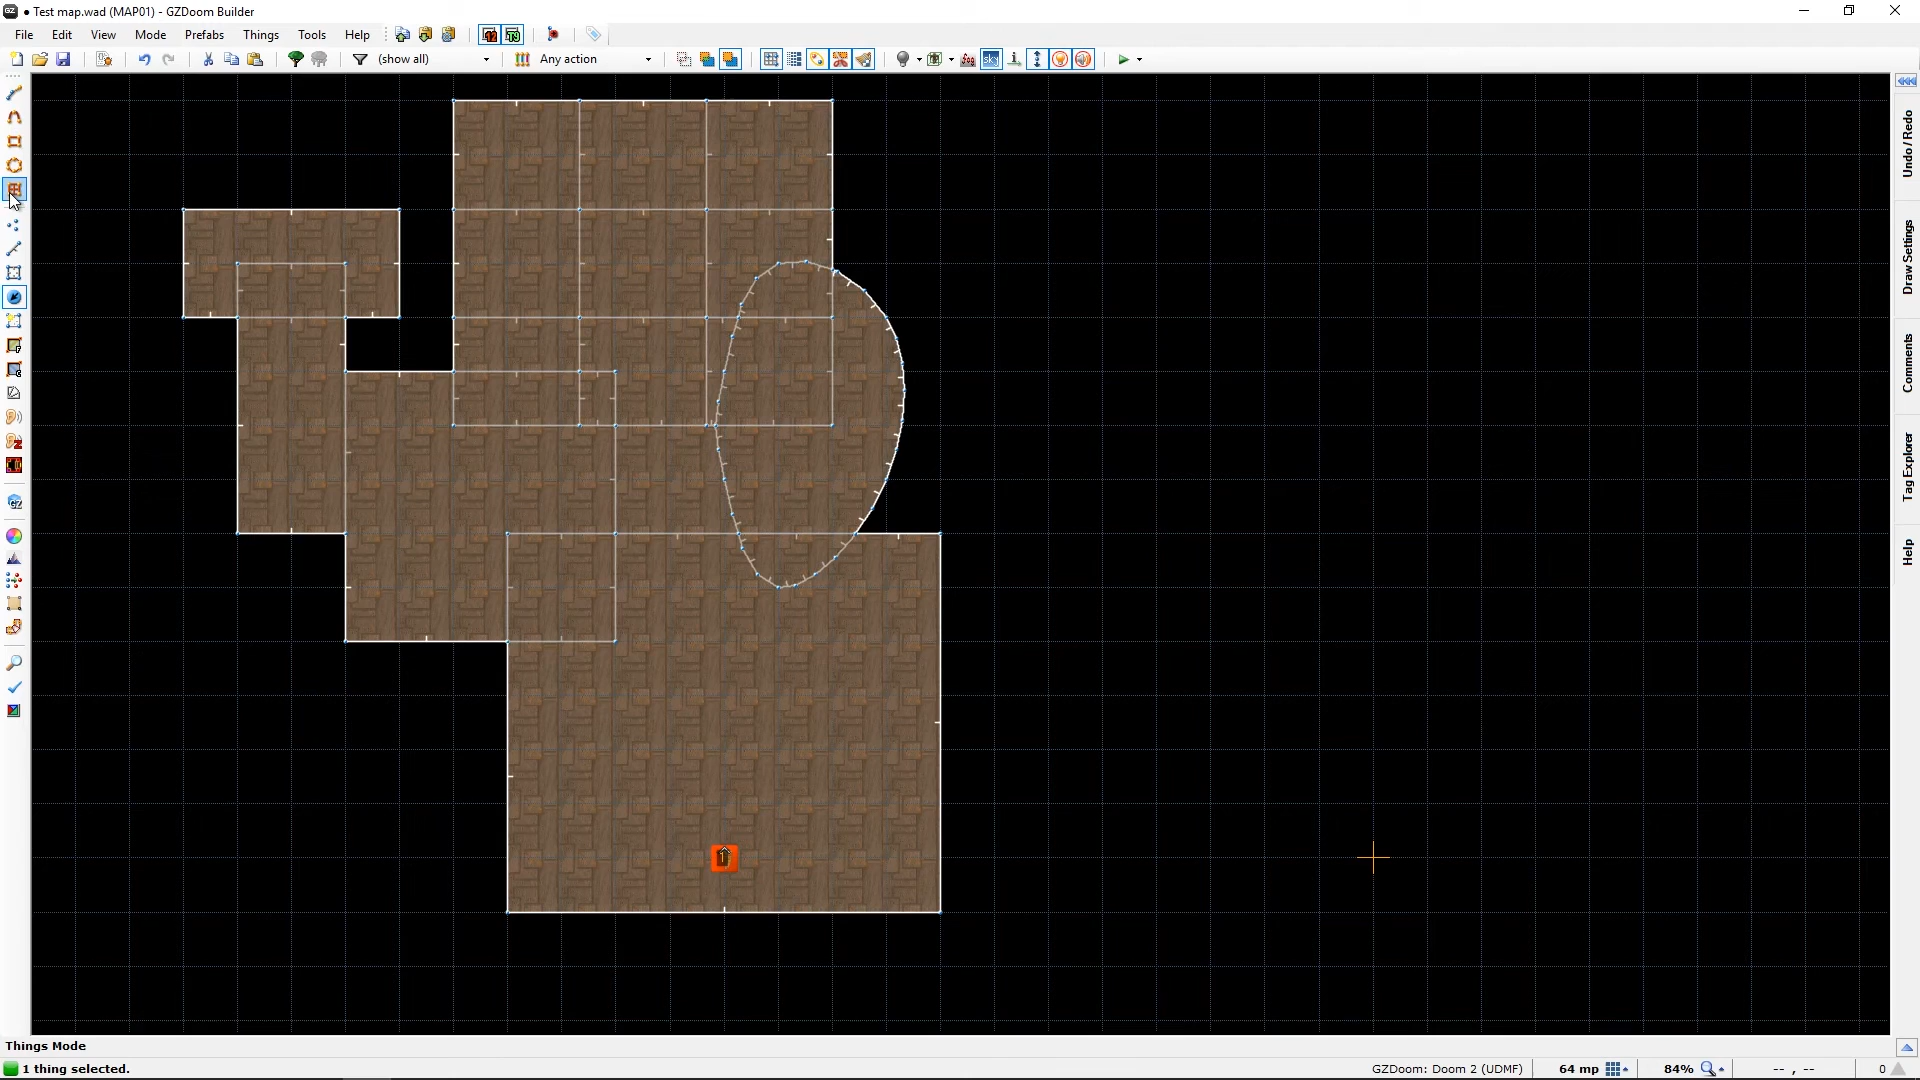 Test map.wad (MAP01) - GZDoom Builder
File Edit View Mode Prefabs Things Tools Help
(show all) Any action
Undo / Redo
Draw Settings
Comments
Tag Explorer
Help
1
Things Mode
1 thing selected. GZDoom: Doom 2 (UDMF) 64 mp 84% -- , -- 0